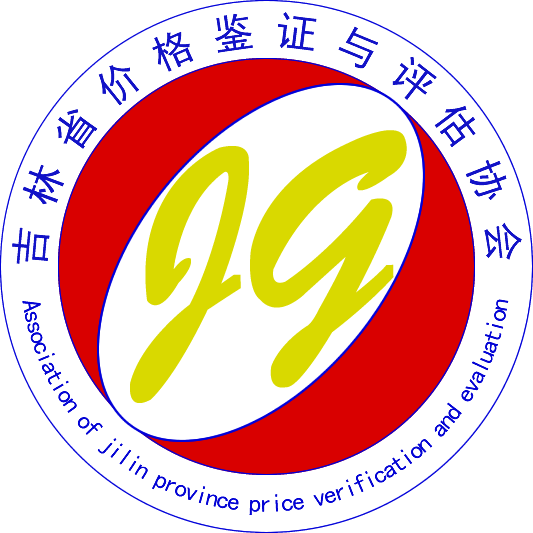 吉林省价格鉴证与评估协会
JG
Association of jilin province price verification and evaluation